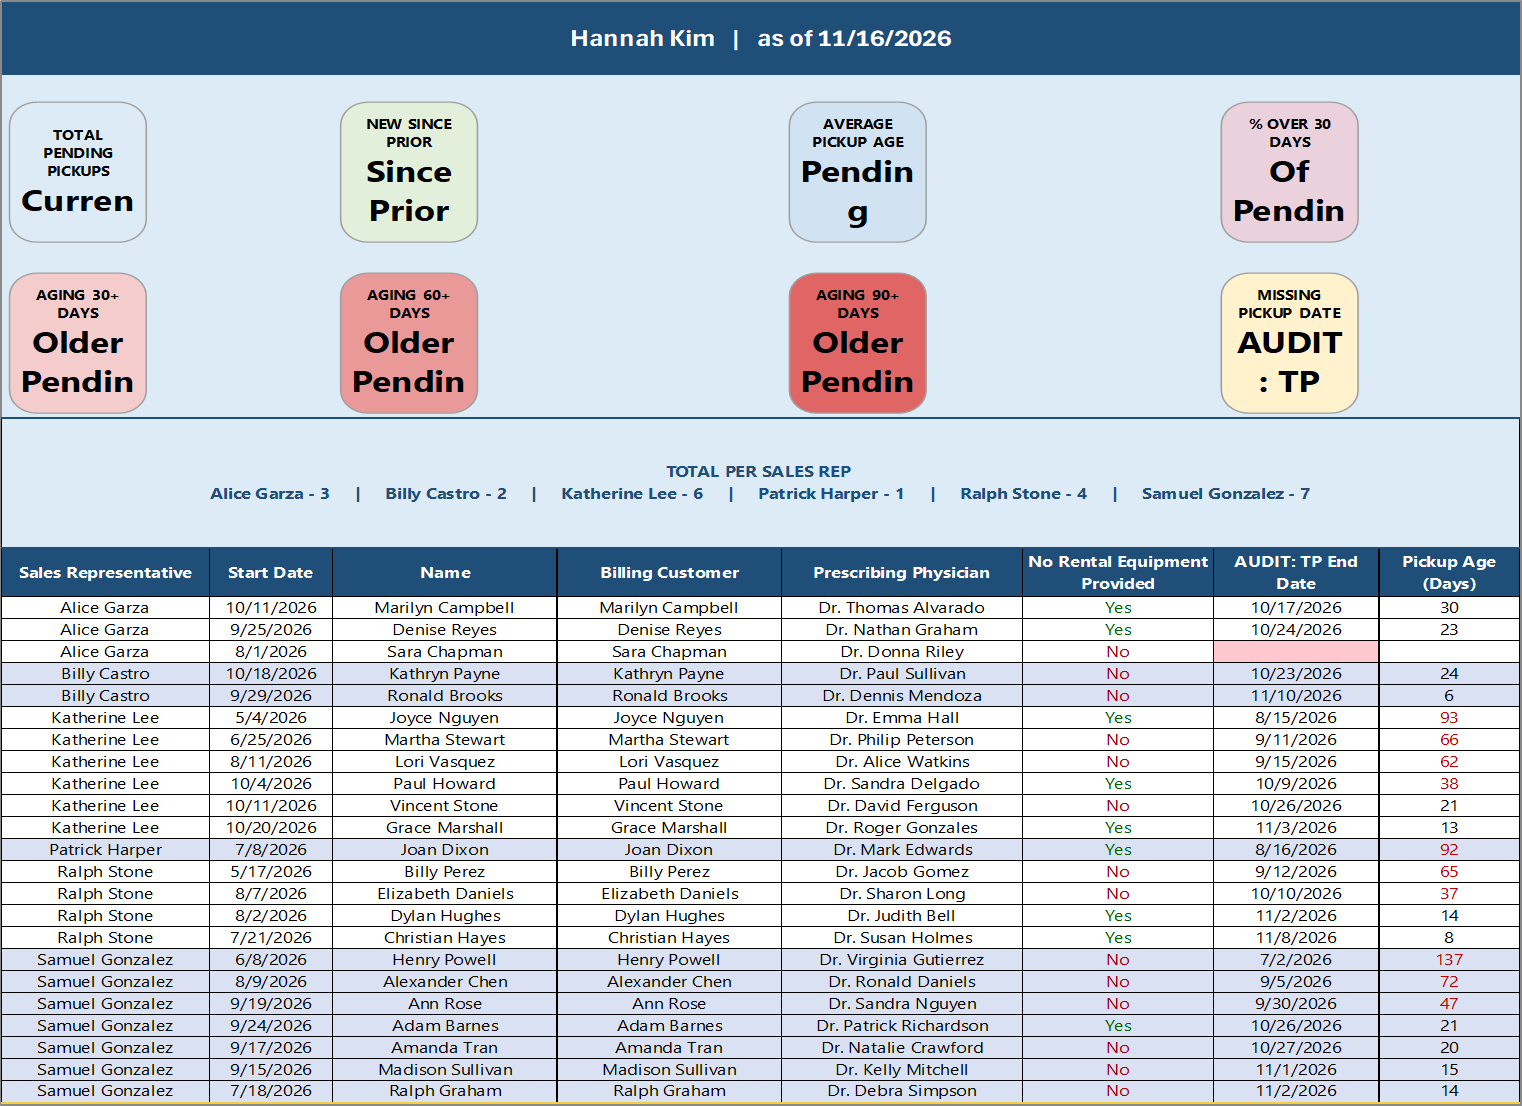 Hannah Kim | as of 11/16/2026
TOTAL
PENDING
PICKUPS
Curren
NEW SINCE
PRIOR
Since
Prior
AVERAGE
PICKUP AGE
Pendin
g
% OVER 30
DAYS
Of
Pendin
AGING 30+
DAYS
Older
Pendin
AGING 60+
DAYS
Older
Pendin
AGING 90+
DAYS
Older
Pendin
MISSING
PICKUP DATE
AUDIT
: TP
TOTAL PER SALES REP
Alice Garza - 3 | Billy Castro - 2 | Katherine Lee - 6 | Patrick Harper - 1 | Ralph Stone - 4 | Samuel Gonzalez - 7
Sales Representative Start Date Name Billing Customer Prescribing Physician No Rental Equipment Provided AUDIT: TP End Date Pickup Age (Days)
Alice Garza 10/11/2026 Marilyn Campbell Marilyn Campbell Dr. Thomas Alvarado Yes 10/17/2026 30
Alice Garza 9/25/2026 Denise Reyes Denise Reyes Dr. Nathan Graham Yes 10/24/2026 23
Alice Garza 8/1/2026 Sara Chapman Sara Chapman Dr. Donna Riley No
Billy Castro 10/18/2026 Kathryn Payne Kathryn Payne Dr. Paul Sullivan No 10/23/2026 24
Billy Castro 9/29/2026 Ronald Brooks Ronald Brooks Dr. Dennis Mendoza No 11/10/2026 6
Katherine Lee 5/4/2026 Joyce Nguyen Joyce Nguyen Dr. Emma Hall Yes 8/15/2026 93
Katherine Lee 6/25/2026 Martha Stewart Martha Stewart Dr. Philip Peterson No 9/11/2026 66
Katherine Lee 8/11/2026 Lori Vasquez Lori Vasquez Dr. Alice Watkins No 9/15/2026 62
Katherine Lee 10/4/2026 Paul Howard Paul Howard Dr. Sandra Delgado Yes 10/9/2026 38
Katherine Lee 10/11/2026 Vincent Stone Vincent Stone Dr. David Ferguson No 10/26/2026 21
Katherine Lee 10/20/2026 Grace Marshall Grace Marshall Dr. Roger Gonzales Yes 11/3/2026 13
Patrick Harper 7/8/2026 Joan Dixon Joan Dixon Dr. Mark Edwards Yes 8/16/2026 92
Ralph Stone 5/17/2026 Billy Perez Billy Perez Dr. Jacob Gomez No 9/12/2026 65
Ralph Stone 8/7/2026 Elizabeth Daniels Elizabeth Daniels Dr. Sharon Long No 10/10/2026 37
Ralph Stone 8/2/2026 Dylan Hughes Dylan Hughes Dr. Judith Bell Yes 11/2/2026 14
Ralph Stone 7/21/2026 Christian Hayes Christian Hayes Dr. Susan Holmes Yes 11/8/2026 8
Samuel Gonzalez 6/8/2026 Henry Powell Henry Powell Dr. Virginia Gutierrez No 7/2/2026 137
Samuel Gonzalez 8/9/2026 Alexander Chen Alexander Chen Dr. Ronald Daniels No 9/5/2026 72
Samuel Gonzalez 9/19/2026 Ann Rose Ann Rose Dr. Sandra Nguyen No 9/30/2026 47
Samuel Gonzalez 9/24/2026 Adam Barnes Adam Barnes Dr. Patrick Richardson Yes 10/26/2026 21
Samuel Gonzalez 9/17/2026 Amanda Tran Amanda Tran Dr. Natalie Crawford No 10/27/2026 20
Samuel Gonzalez 9/15/2026 Madison Sullivan Madison Sullivan Dr. Kelly Mitchell No 11/1/2026 15
Samuel Gonzalez 7/18/2026 Ralph Graham Ralph Graham Dr. Debra Simpson No 11/2/2026 14